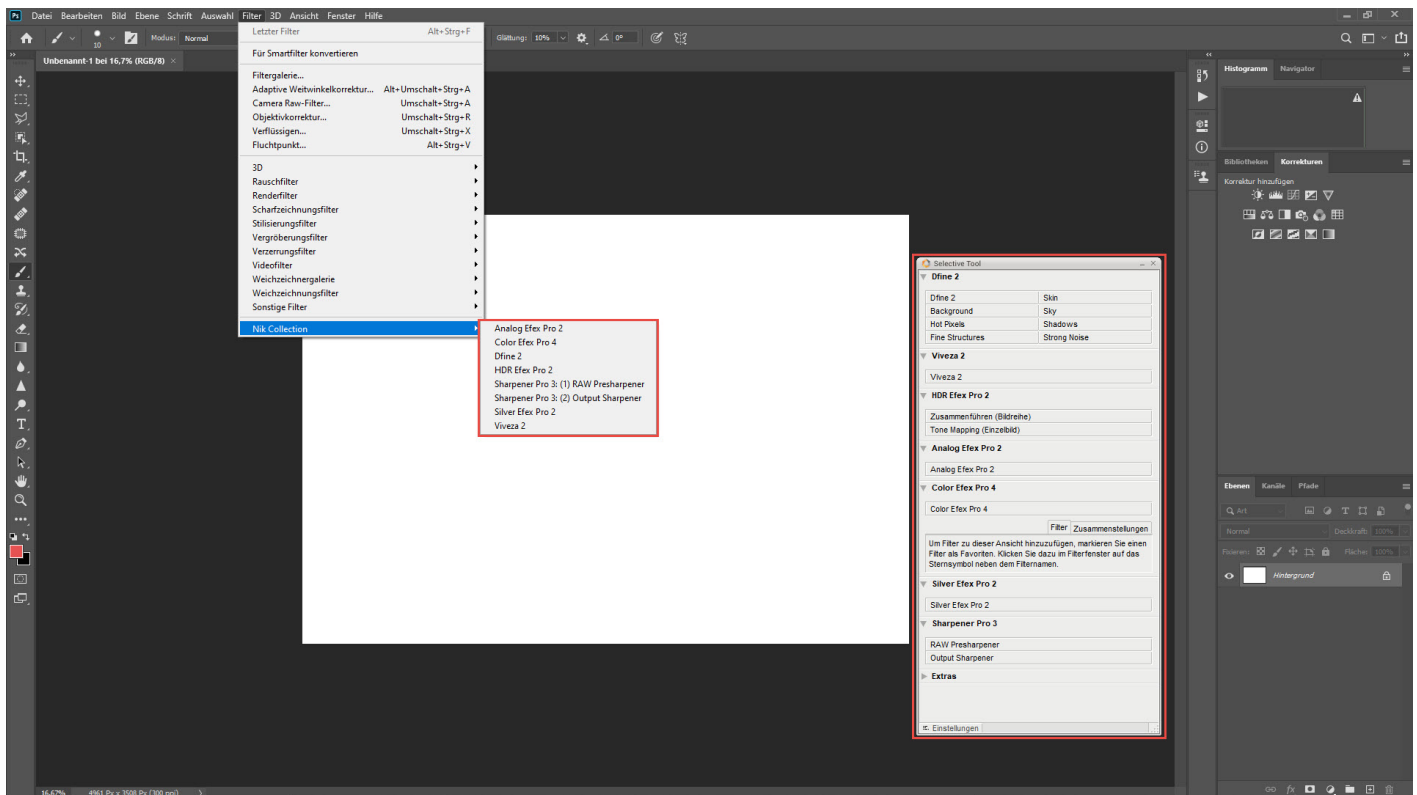 Ps Datei Bearbeiten Bild Ebene Schrift Auswahl Filter 3D Ansicht Fenster Hilfe
10 Modus: Normal Glättung: 10% 0°
Unbenannt-1 bei 16,7% (RGB/8)
Letzter Filter Alt+Strg+F
Für Smartfilter konvertieren
Filtergalerie...
Adaptive Weitwinkelkorrektur... Alt+Umschalt+Strg+A
Camera Raw-Filter... Umschalt+Strg+A
Objektivkorrektur... Umschalt+Strg+R
Verflüssigen... Umschalt+Strg+X
Fluchtpunkt... Alt+Strg+V
3D
Rauschfilter
Renderfilter
Scharfzeichnungsfilter
Stilisierungsfilter
Vergröberungsfilter
Verzerrungsfilter
Videofilter
Weichzeichnergalerie
Weichzeichnungsfilter
Sonstige Filter
Nik Collection
Analog Efex Pro 2
Color Efex Pro 4
Dfine 2
HDR Efex Pro 2
Sharpener Pro 3: (1) RAW Presharpener
Sharpener Pro 3: (2) Output Sharpener
Silver Efex Pro 2
Viveza 2
Selective Tool
Dfine 2
Dfine 2 Skin
Background Sky
Hot Pixels Shadows
Fine Structures Strong Noise
Viveza 2
Viveza 2
HDR Efex Pro 2
Zusammenführen (Bildreihe)
Tone Mapping (Einzelbild)
Analog Efex Pro 2
Analog Efex Pro 2
Color Efex Pro 4
Color Efex Pro 4
Filter Zusammenstellungen
Um Filter zu dieser Ansicht hinzuzufügen, markieren Sie einen
Filter als Favoriten. Klicken Sie dazu im Filterfenster auf das
Sternsymbol neben dem Filternamen.
Silver Efex Pro 2
Silver Efex Pro 2
Sharpener Pro 3
RAW Presharpener
Output Sharpener
Extras
Einstellungen
Histogramm Navigator
Bibliotheken Korrekturen
Korrektur hinzufügen
Ebenen Kanäle Pfade
Art
Normal Deckkraft: 100%
Fixieren: Fläche: 100%
Hintergrund
fx
16,67% 4961 Px x 3508 Px (300 ppi)